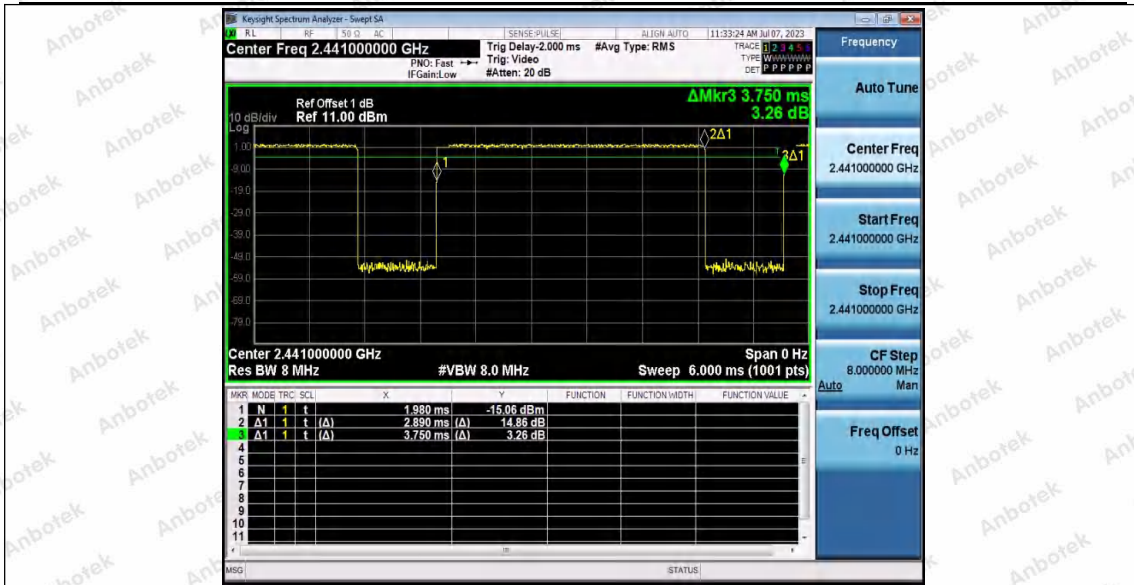 Keysight Spectrum Analyzer - Swept SA
RL RF 50 Ω AC SENSE:PULSE ALIGN AUTO 11:33:24 AM Jul 07, 2023
Center Freq 2.441000000 GHz
Trig Delay-2.000 ms #Avg Type: RMS
TRACE 1 2 3 4 5 6
PNO: Fast Trig: Video
TYPE WWWWWW
IFGain:Low #Atten: 20 dB
DET P P P P P P
ΔMkr3 3.750 ms
3.26 dB
Ref Offset 1 dB
10 dB/div Ref 11.00 dBm
Log
1.00
-9.00
-19.0
-29.0
-39.0
-49.0
-59.0
-69.0
-79.0
1
2Δ1
3Δ1
Center 2.441000000 GHz Span 0 Hz
Res BW 8 MHz #VBW 8.0 MHz Sweep 6.000 ms (1001 pts)
MKR MODE TRC SCL X Y FUNCTION FUNCTION WIDTH FUNCTION VALUE
1 N 1 t 1.980 ms -15.06 dBm
2 Δ1 1 t (Δ) 2.890 ms (Δ) 14.86 dB
3 Δ1 1 t (Δ) 3.750 ms (Δ) 3.26 dB
4
5
6
7
8
9
10
11
MSG STATUS
Frequency
Auto Tune
Center Freq
2.441000000 GHz
Start Freq
2.441000000 GHz
Stop Freq
2.441000000 GHz
CF Step
8.000000 MHz
Auto Man
Freq Offset
0 Hz
Anbotek